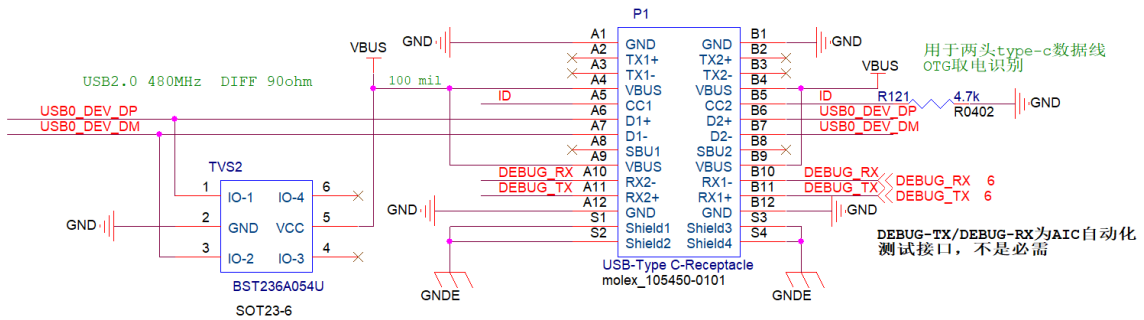 P1
A1 GND GND B1
GND GND
A2 TX1+ TX2+ B2
A3 TX1- TX2- B3
用于两头type-c数据线
OTG取电识别
VBUS
VBUS
USB2.0 480MHz DIFF 90ohm
100 mil
A4 VBUS VBUS B4
ID A5 CC1 CC2 B5 ID R121 4.7k GND
R0402
USB0_DEV_DP A6 D1+ D2+ B6 USB0_DEV_DP
USB0_DEV_DM A7 D1- D2- B7 USB0_DEV_DM
A8 SBU1 SBU2 B8
A9 VBUS VBUS B9
DEBUG_RX A10 RX2- RX1- B10 DEBUG_RX DEBUG_RX 6
DEBUG_TX A11 RX2+ RX1+ B11 DEBUG_TX DEBUG_TX 6
GND A12 GND GND B12 GND
S1 Shield1 Shield3 S3
S2 Shield2 Shield4 S4
USB-Type C-Receptacle
molex_105450-0101
GNDE GNDE
DEBUG-TX/DEBUG-RX为AIC自动化
测试接口，不是必需
TVS2
1 IO-1 IO-4 6
GND 2 GND VCC 5
3 IO-2 IO-3 4
BST236A054U
SOT23-6